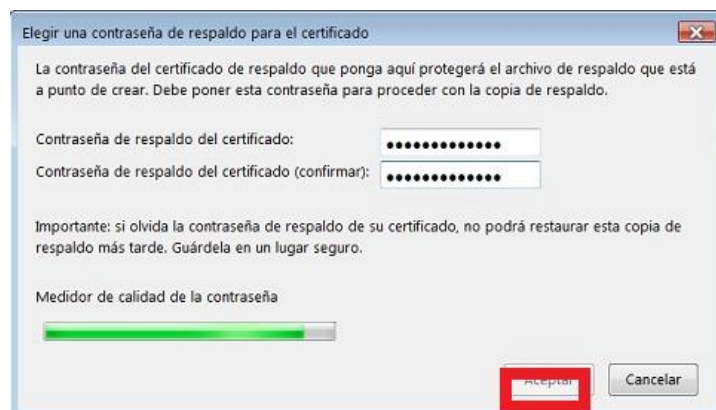 Elegir una contraseña de respaldo para el certificado
La contraseña del certificado de respaldo que ponga aquí protegerá el archivo de respaldo que está
a punto de crear. Debe poner esta contraseña para proceder con la copia de respaldo.
Contraseña de respaldo del certificado:
Contraseña de respaldo del certificado (confirmar):
Importante: si olvida la contraseña de respaldo de su certificado, no podrá restaurar esta copia de
respaldo más tarde. Guárdela en un lugar seguro.
Medidor de calidad de la contraseña
Aceptar
Cancelar